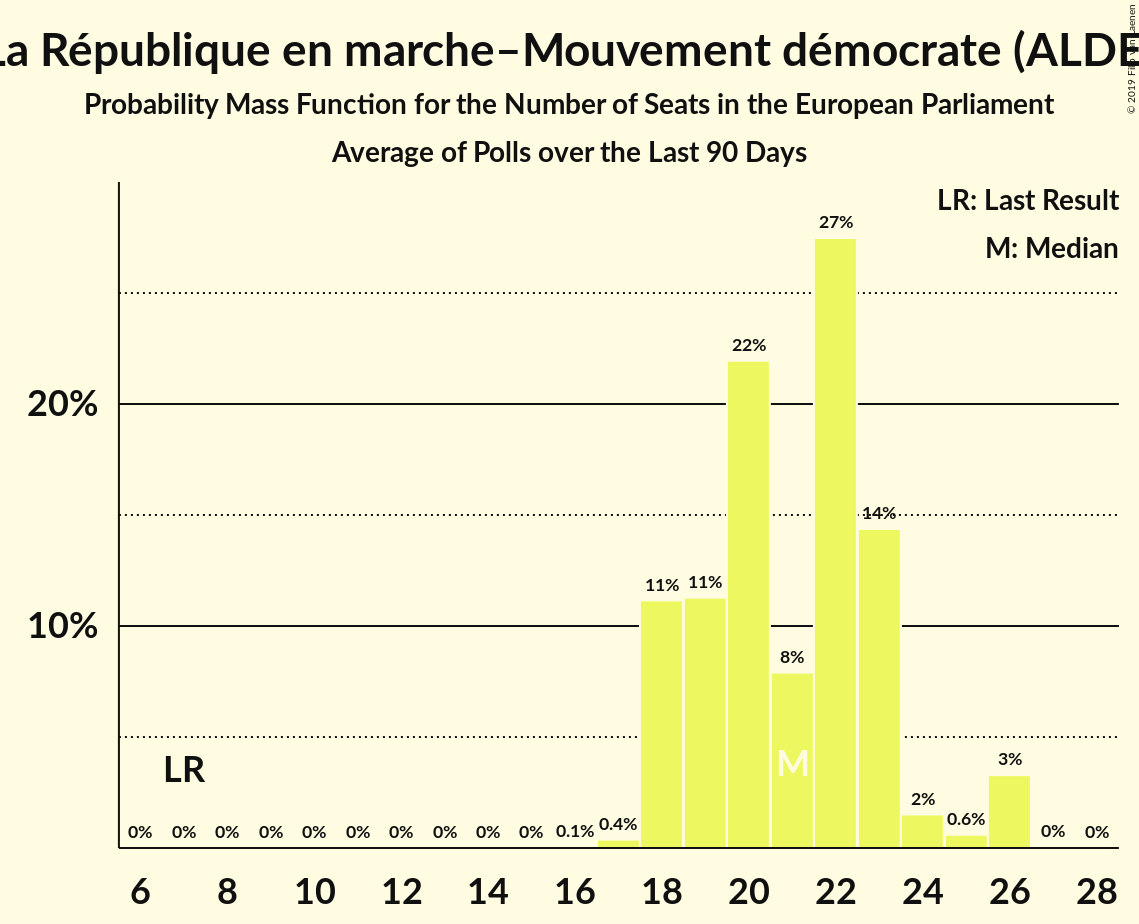 La République en marche–Mouvement démocrate (ALDE
Probability Mass Function for the Number of Seats in the European Parliament
Average of Polls over the Last 90 Days
© 2019
LR: Last Result
M: Median
27%
22%
20%
14%
11% 11%
10%
8%
M
LR
3%
2%
0% 0% 0% 0% 0% 0% 0% 0% 0% 0% 0.1% 0.4% 0.6% 0% 0%
6 8 10 12 14 16 18 20 22 24 26 28